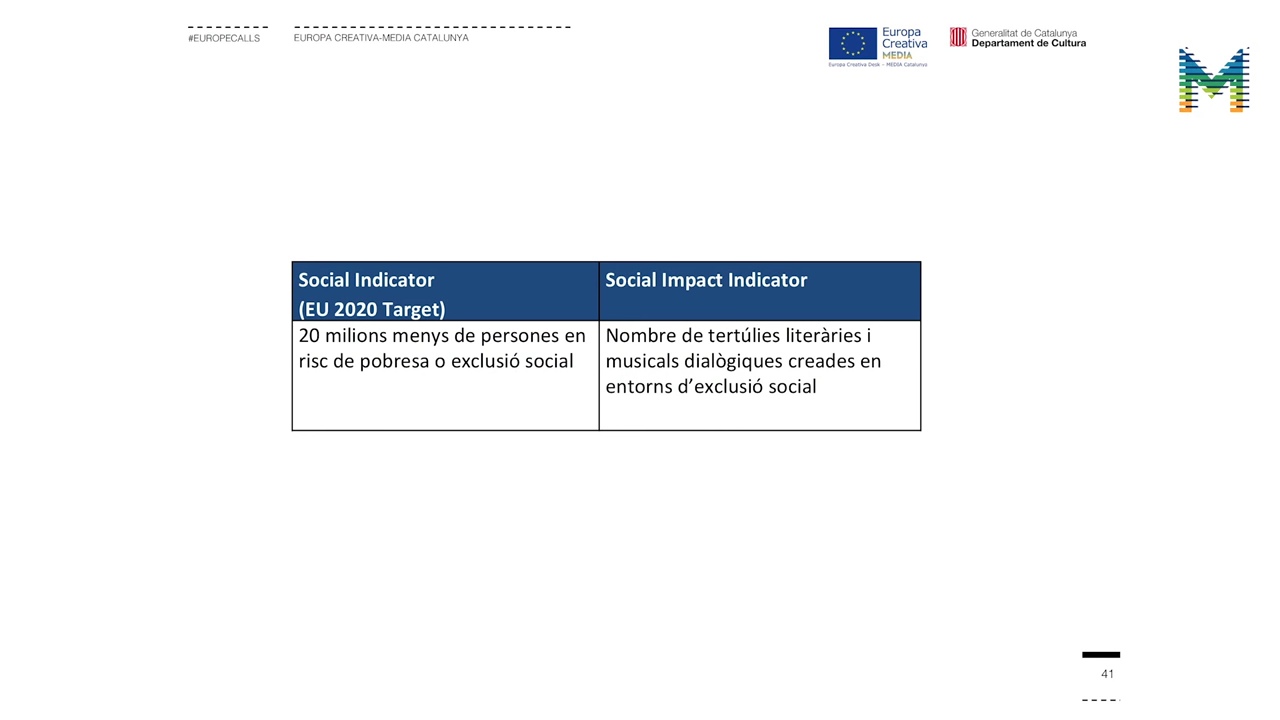 #EUROPECALLS
EUROPA CREATIVA-MEDIA CATALUNYA
Europa
Creativa
MEDIA
Europa Creativa Desk – MEDIA Catalunya
Generalitat de Catalunya
Departament de Cultura
Social Indicator
(EU 2020 Target)
Social Impact Indicator
20 milions menys de persones en
risc de pobresa o exclusió social
Nombre de tertúlies literàries i
musicals dialògiques creades en
entorns d’exclusió social
41